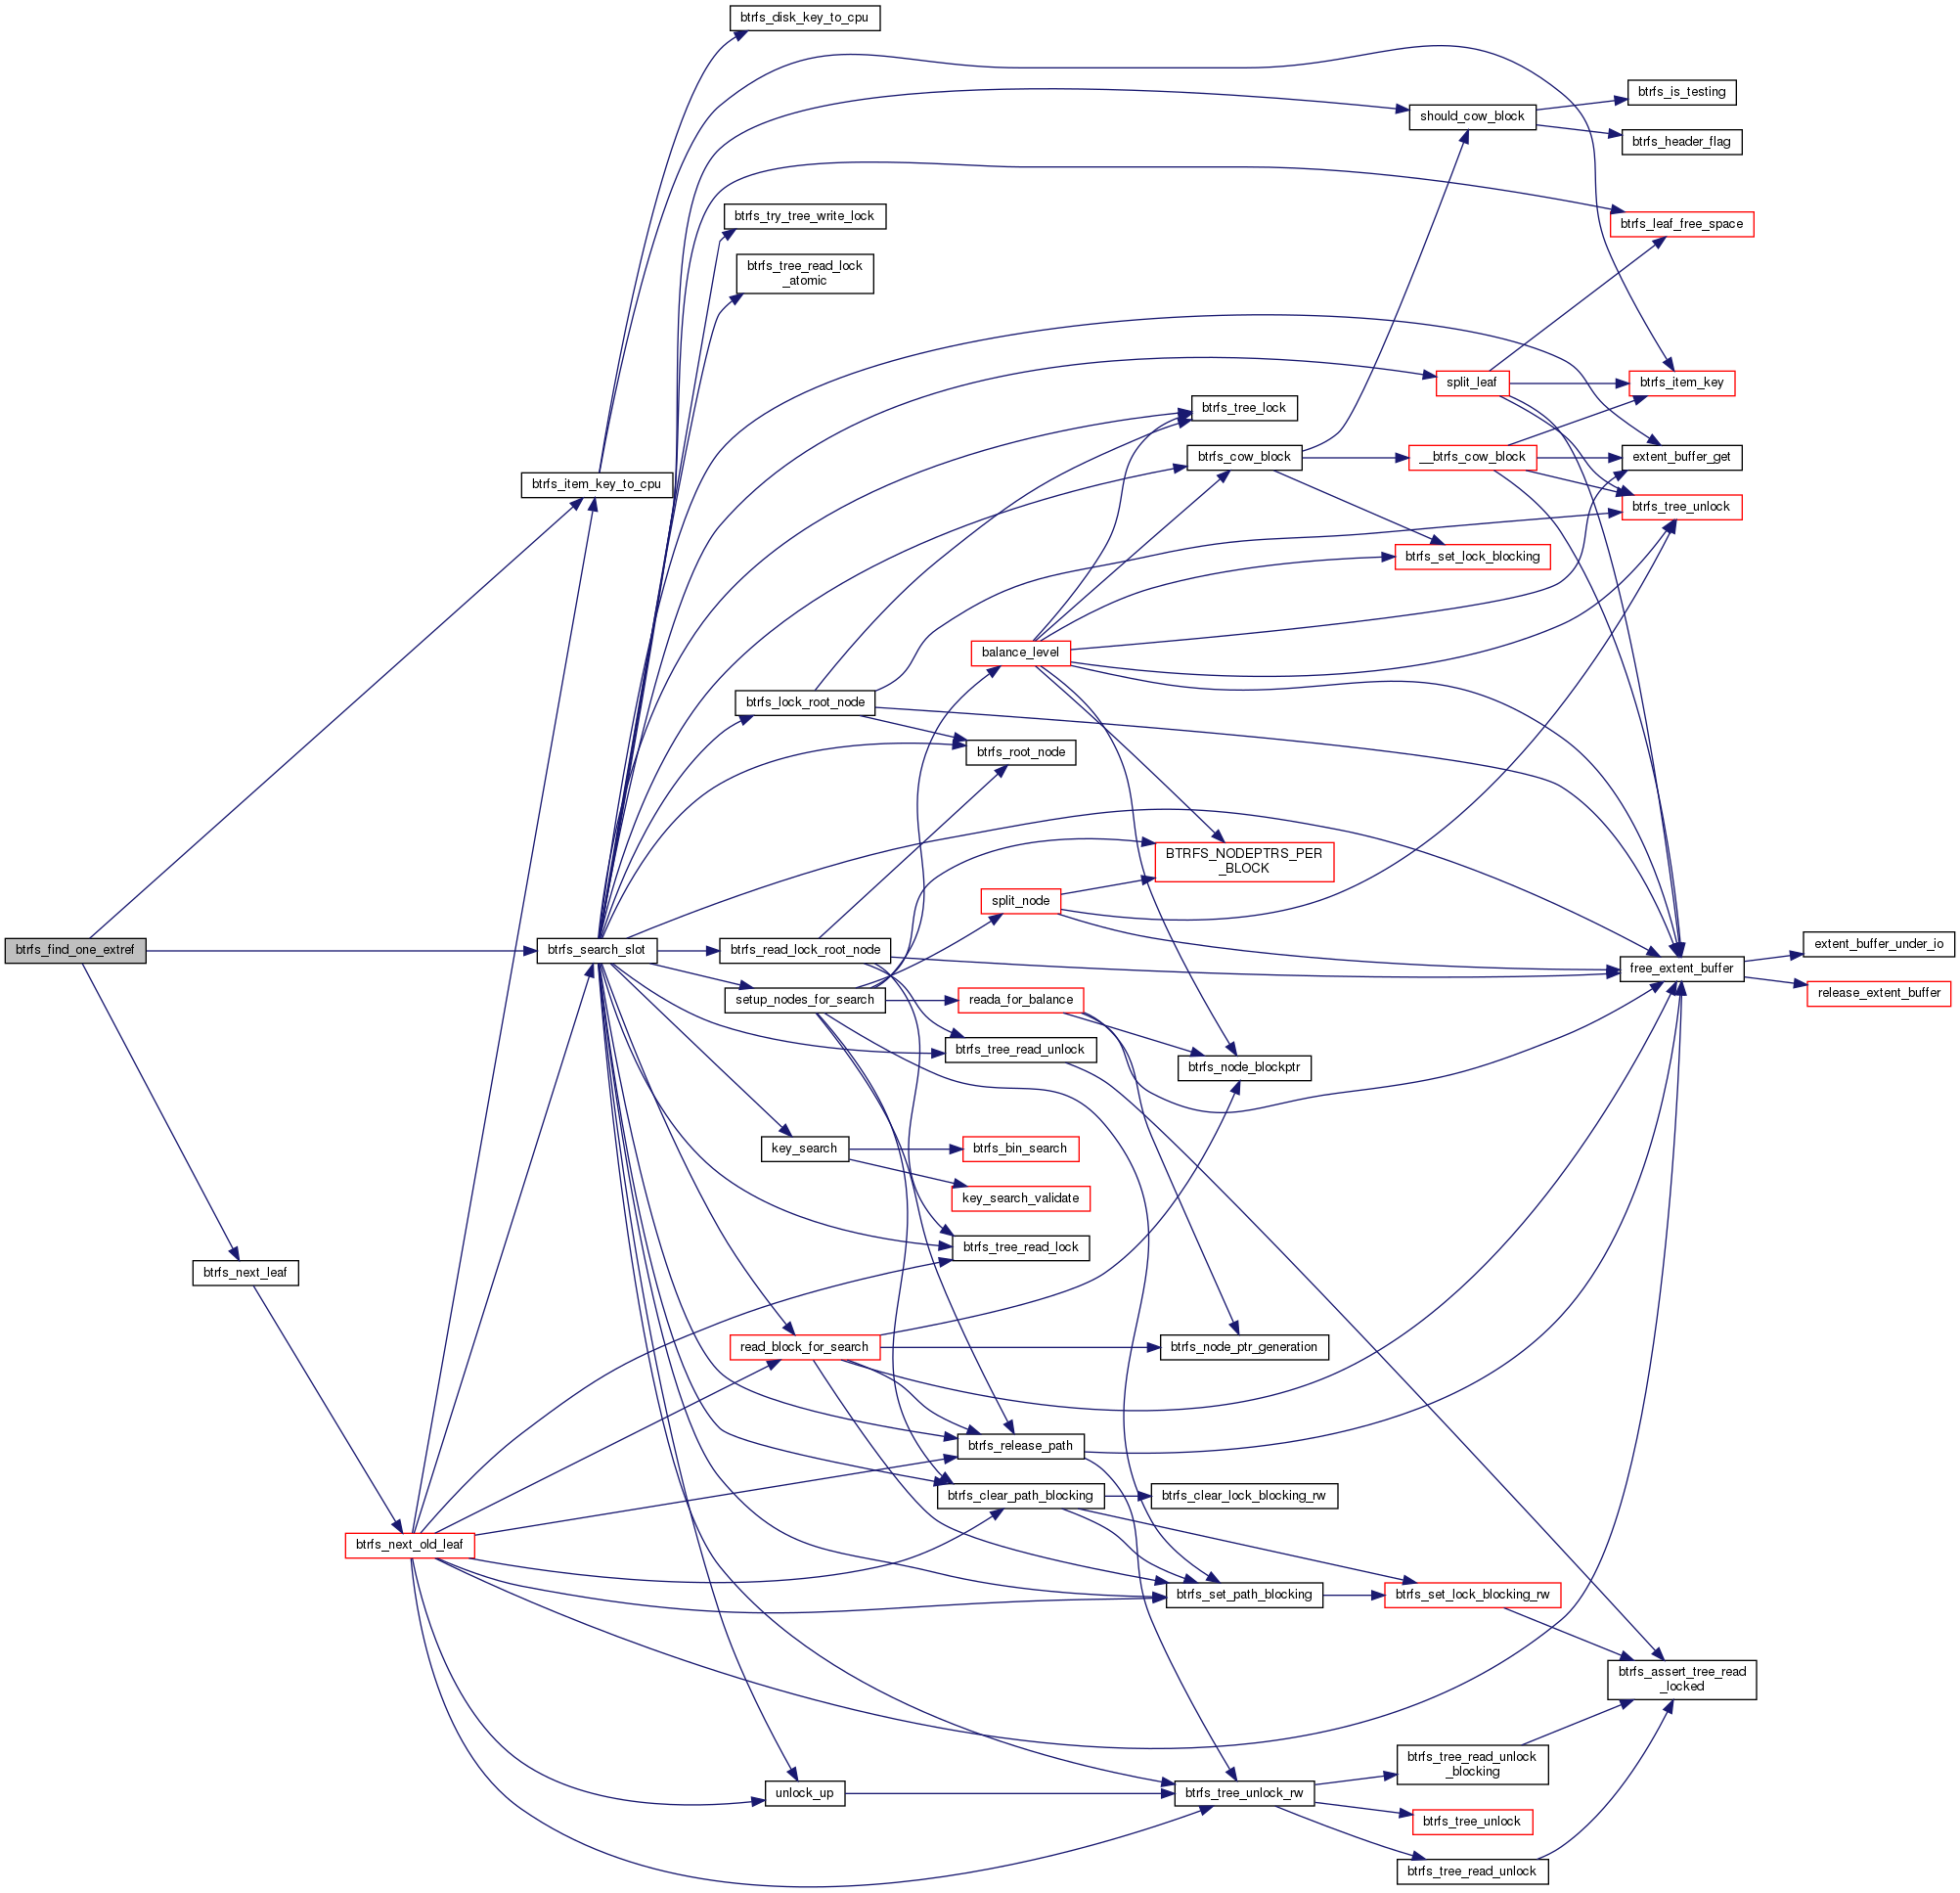 btrfs_disk_key_to_cpu
btrfs_is_testing
should_cow_block
btrfs_header_flag
btrfs_try_tree_write_lock
btrfs_leaf_free_space
btrfs_tree_read_lock
_atomic
split_leaf
btrfs_item_key
btrfs_tree_lock
btrfs_cow_block
__btrfs_cow_block
extent_buffer_get
btrfs_item_key_to_cpu
btrfs_tree_unlock
btrfs_set_lock_blocking
balance_level
btrfs_lock_root_node
btrfs_root_node
BTRFS_NODEPTRS_PER
_BLOCK
split_node
btrfs_find_one_extref
btrfs_search_slot
btrfs_read_lock_root_node
extent_buffer_under_io
free_extent_buffer
release_extent_buffer
setup_nodes_for_search
reada_for_balance
btrfs_tree_read_unlock
btrfs_node_blockptr
key_search
btrfs_bin_search
key_search_validate
btrfs_tree_read_lock
btrfs_next_leaf
read_block_for_search
btrfs_node_ptr_generation
btrfs_release_path
btrfs_clear_path_blocking
btrfs_clear_lock_blocking_rw
btrfs_next_old_leaf
btrfs_set_path_blocking
btrfs_set_lock_blocking_rw
btrfs_assert_tree_read
_locked
btrfs_tree_read_unlock
_blocking
unlock_up
btrfs_tree_unlock_rw
btrfs_tree_unlock
btrfs_tree_read_unlock